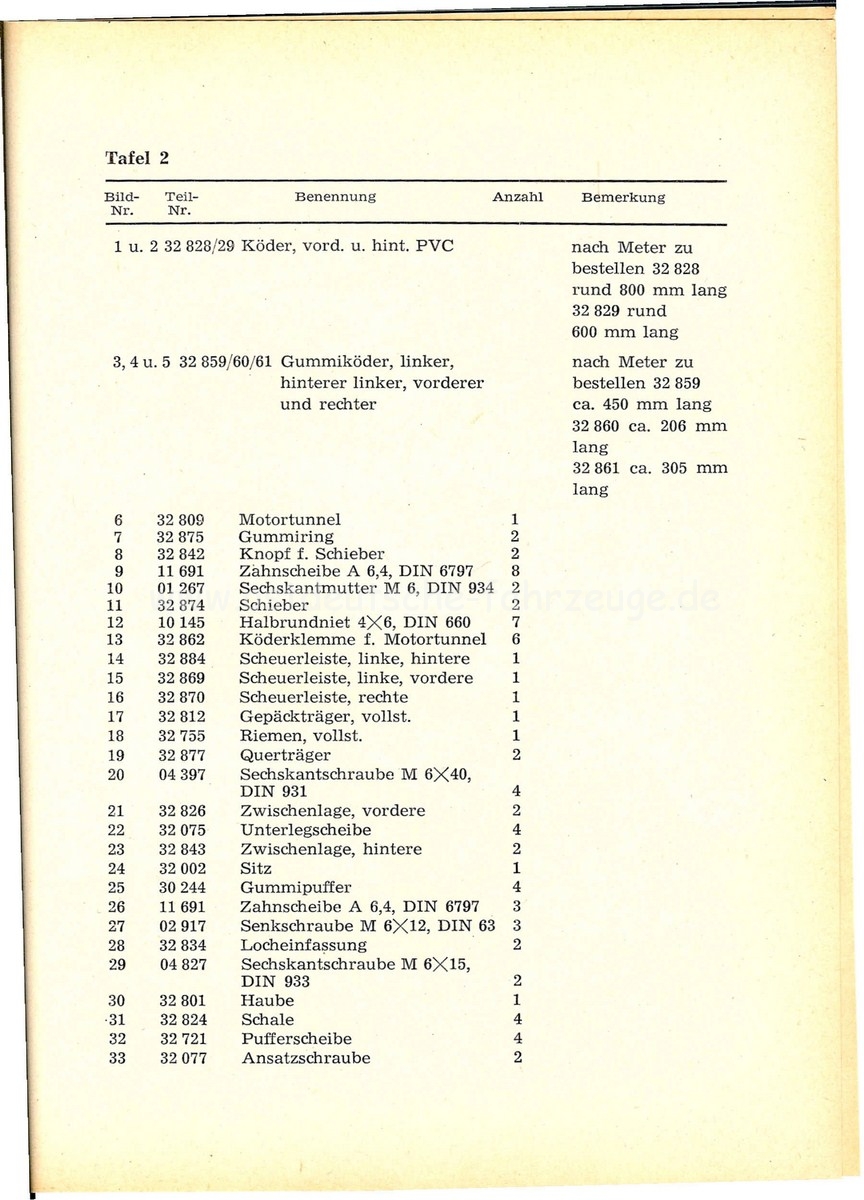 Tafel 2
Bild- Teil- Benennung Anzahl Bemerkung
Nr. Nr.
1 u. 2 32 828/29 Köder, vord. u. hint. PVC nach Meter zu
bestellen 32 828
rund 800 mm lang
32 829 rund
600 mm lang
3, 4 u. 5 32 859/60/61 Gummiköder, linker, nach Meter zu
hinterer linker, vorderer bestellen 32 859
und rechter ca. 450 mm lang
32 860 ca. 206 mm
lang
32 861 ca. 305 mm
lang
6 32 809 Motortunnel 1
7 32 875 Gummiring 2
8 32 842 Knopf f. Schieber 2
9 11 691 Zahnscheibe A 6,4, DIN 6797 8
10 01 267 Sechskantmutter M 6, DIN 934 2
11 32 874 Schieber 2
12 10 145 Halbrundniet 4×6, DIN 660 7
13 32 862 Köderklemme f. Motortunnel 6
14 32 884 Scheuerleiste, linke, hintere 1
15 32 869 Scheuerleiste, linke, vordere 1
16 32 870 Scheuerleiste, rechte 1
17 32 812 Gepäckträger, vollst. 1
18 32 755 Riemen, vollst. 1
19 32 877 Querträger 2
20 04 397 Sechskantschraube M 6×40,
DIN 931 4
21 32 826 Zwischenlage, vordere 2
22 32 075 Unterlegscheibe 4
23 32 843 Zwischenlage, hintere 2
24 32 002 Sitz 1
25 30 244 Gummipuffer 4
26 11 691 Zahnscheibe A 6,4, DIN 6797 3
27 02 917 Senkschraube M 6×12, DIN 63 3
28 32 834 Locheinfassung 2
29 04 827 Sechskantschraube M 6×15,
DIN 933 2
30 32 801 Haube 1
31 32 824 Schale 4
32 32 721 Pufferscheibe 4
33 32 077 Ansatzschraube 2